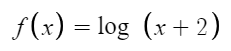 f(x) = log (x + 2)